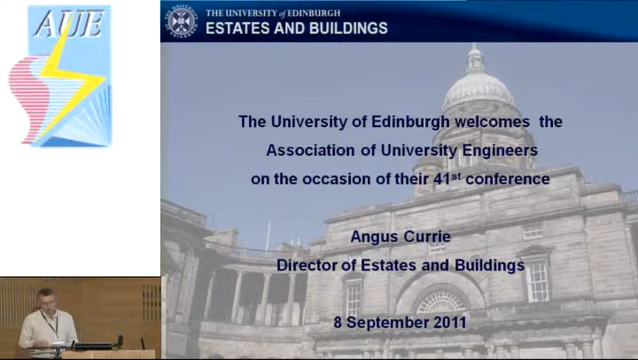 AUE
THE UNIVERSITY of EDINBURGH
ESTATES AND BUILDINGS
The University of Edinburgh welcomes the
Association of University Engineers
on the occasion of their 41st conference
Angus Currie
Director of Estates and Buildings
8 September 2011